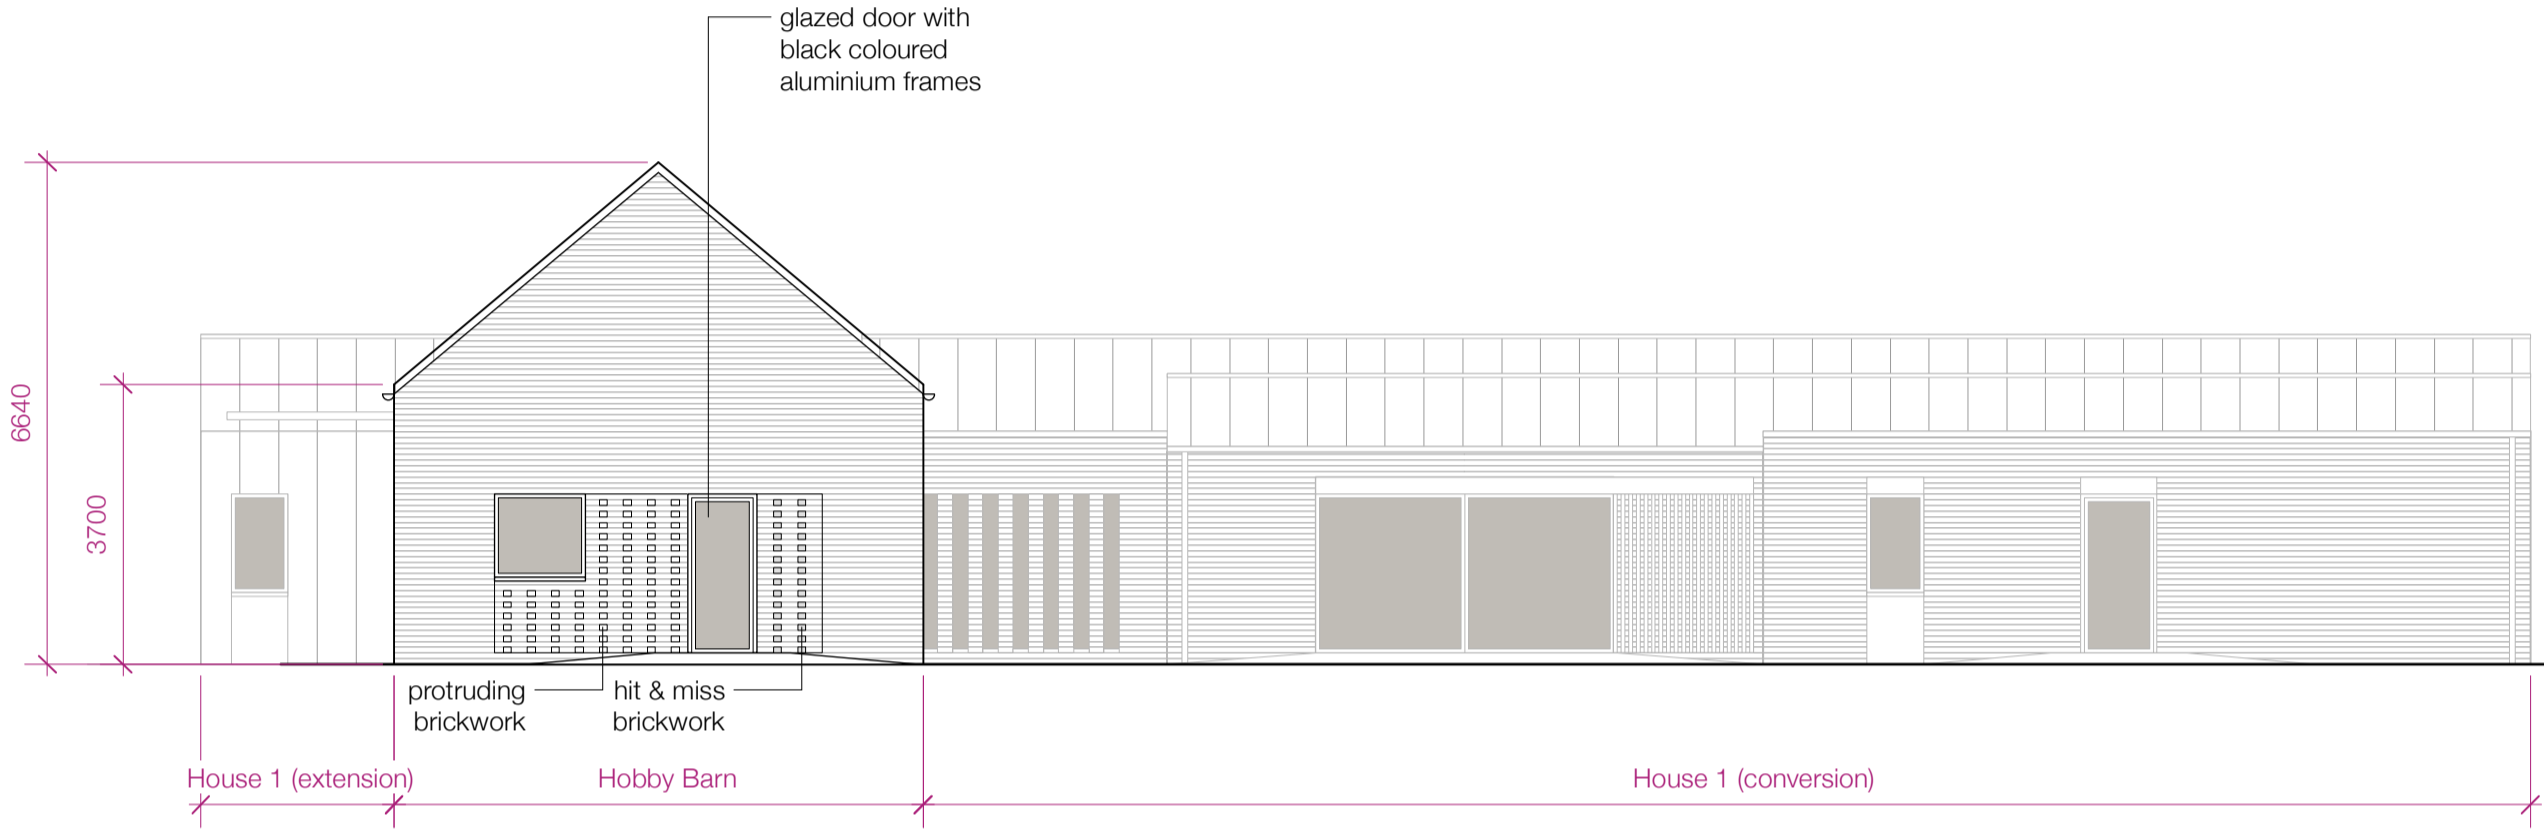 glazed door with
black coloured
aluminium frames
6640
3700
protruding
brickwork
hit & miss
brickwork
House 1 (extension)
Hobby Barn
House 1 (conversion)